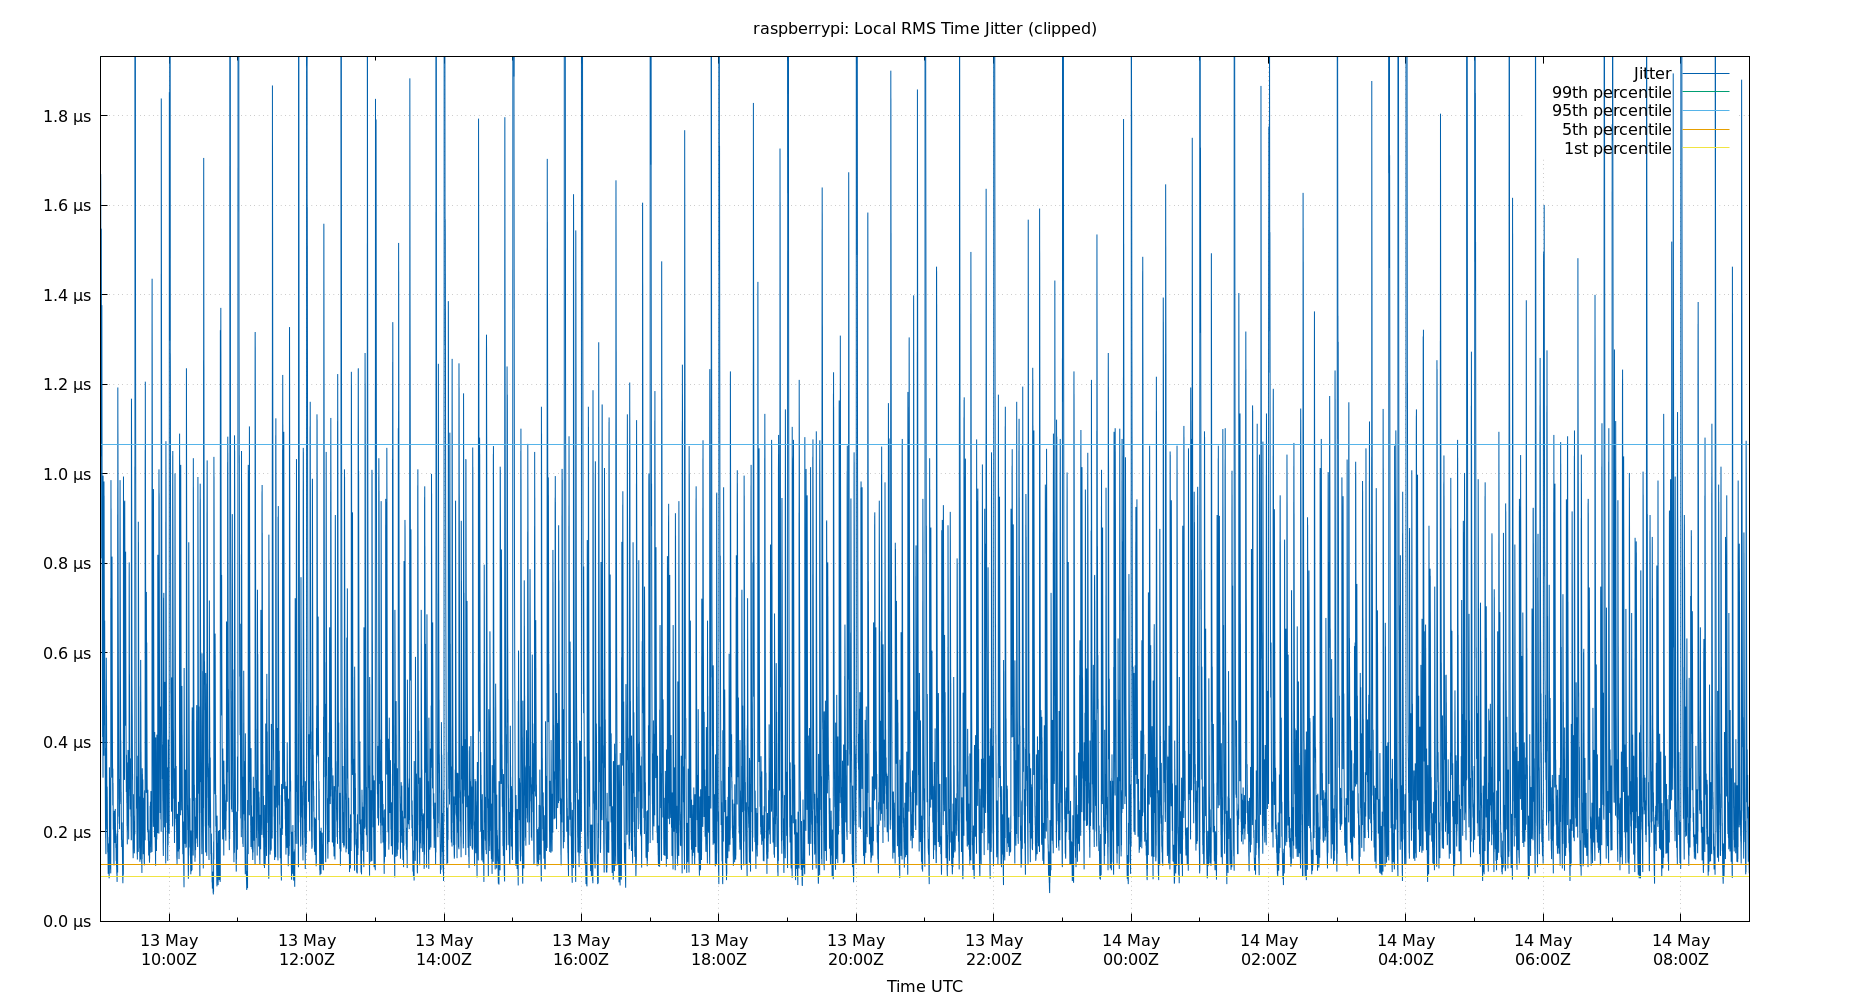 raspberrypi: Local RMS Time Jitter (clipped)
Jitter
99th percentile
95th percentile
5th percentile
1st percentile
1.8 µs
1.6 µs
1.4 µs
1.2 µs
1.0 µs
0.8 µs
0.6 µs
0.4 µs
0.2 µs
0.0 µs
13 May 13 May 13 May 13 May 13 May 13 May 13 May 14 May 14 May 14 May 14 May 14 May
10:00Z 12:00Z 14:00Z 16:00Z 18:00Z 20:00Z 22:00Z 00:00Z 02:00Z 04:00Z 06:00Z 08:00Z
Time UTC